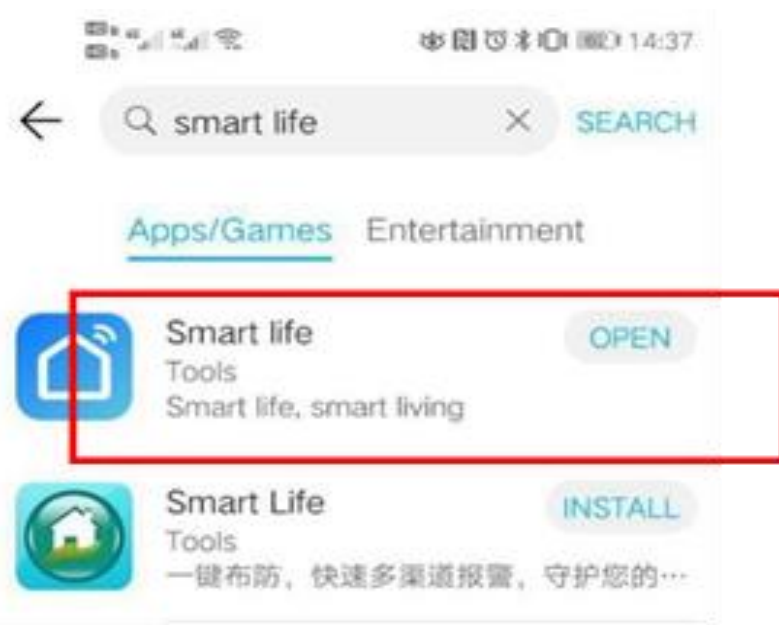 14:37
smart life
SEARCH
Apps/Games Entertainment
Smart life
OPEN
Tools
Smart life, smart living
Smart Life
INSTALL
Tools
一键布防，快速多渠道报警，守护您的…